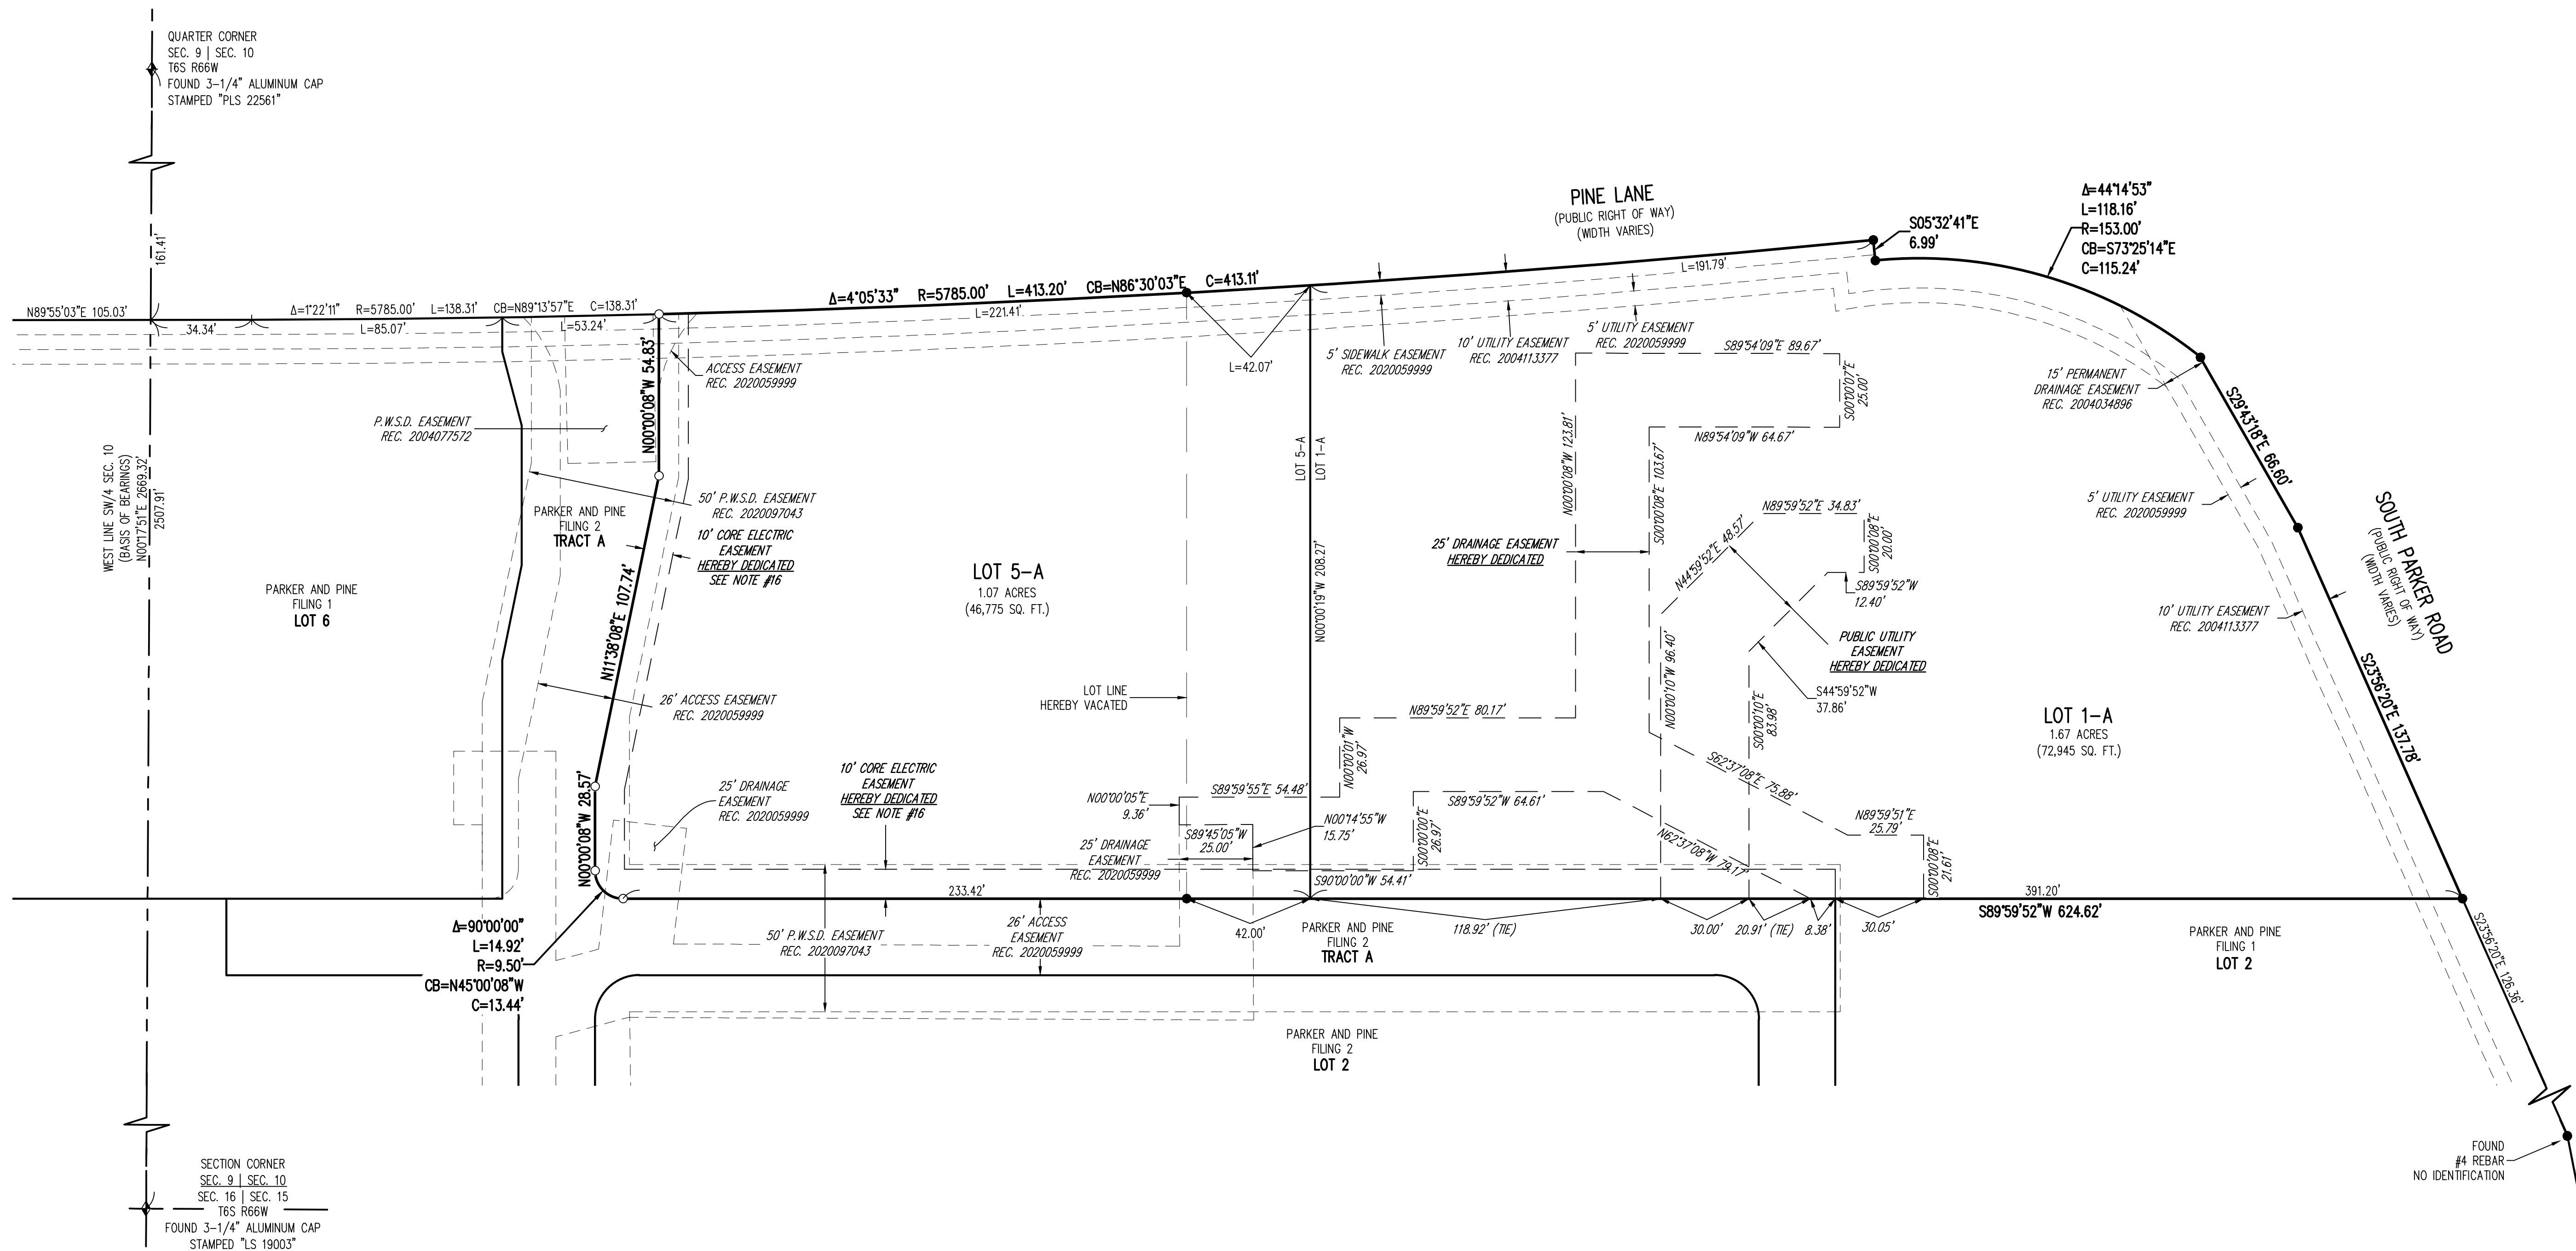 QUARTER CORNER
SEC. 9 | SEC. 10
T6S R66W
FOUND 3-1/4" ALUMINUM CAP
STAMPED "PLS 22561"
161.41'
N89°55'03"E 105.03'
34.34'
Δ=1°22'11" R=5785.00' L=138.31' CB=N89°13'57"E C=138.31'
L=85.07'
L=53.24'
Δ=4°05'33" R=5785.00' L=413.20' CB=N86°30'03"E C=413.11'
L=221.41'
L=42.07'
L=191.79'
PINE LANE
(PUBLIC RIGHT OF WAY)
(WIDTH VARIES)
S05°32'41"E
6.99'
Δ=44°14'53"
L=118.16'
R=153.00'
CB=S73°25'14"E
C=115.24'
5' SIDEWALK EASEMENT
REC. 2020059999
10' UTILITY EASEMENT
REC. 2004113377
5' UTILITY EASEMENT
REC. 2020059999
15' PERMANENT
DRAINAGE EASEMENT
REC. 2004034896
S29°43'18"E 66.60'
5' UTILITY EASEMENT
REC. 2020059999
10' UTILITY EASEMENT
REC. 2004113377
SOUTH PARKER ROAD
(PUBLIC RIGHT OF WAY)
(WIDTH VARIES)
S23°56'20"E 137.78'
WEST LINE SW/4 SEC. 10
(BASIS OF BEARINGS)
N00°17'51"E 2669.32'
2507.91'
PARKER AND PINE
FILING 1
LOT 6
P.W.S.D. EASEMENT
REC. 2004077572
ACCESS EASEMENT
REC. 2020059999
N00°00'08"W 54.83'
50' P.W.S.D. EASEMENT
REC. 2020097043
PARKER AND PINE
FILING 2
TRACT A
10' CORE ELECTRIC
EASEMENT
HEREBY DEDICATED
SEE NOTE #16
N11°38'08"E 107.74'
26' ACCESS EASEMENT
REC. 2020059999
N00°00'08"W 28.57'
LOT 5-A
1.07 ACRES
(46,775 SQ. FT.)
LOT LINE
HEREBY VACATED
LOT 5-A
LOT 1-A
N00°00'19"W 208.27'
25' DRAINAGE EASEMENT
HEREBY DEDICATED
N00°00'08"W 123.81'
S89°54'09"E 89.67'
S00°00'07"E
25.00'
N89°54'09"W 64.67'
S00°00'08"E 103.67'
N89°59'52"E 34.83'
S00°00'08"E
20.00'
N44°59'52"E 48.57'
S89°59'52"W
12.40'
PUBLIC UTILITY
EASEMENT
HEREBY DEDICATED
S44°59'52"W
37.86'
N00°00'10"W 96.40'
S00°00'10"E
83.98'
LOT 1-A
1.67 ACRES
(72,945 SQ. FT.)
N89°59'52"E 80.17'
N00°00'01"W
26.97'
S89°59'55"E 54.48'
N00°00'05"E
9.36'
S89°45'05"W
25.00'
N00°14'55"W
15.75'
S89°59'52"W 64.61'
S00°00'00"E
26.97'
S90°00'00"W 54.41'
S62°37'08"E 75.88'
N62°37'08"W 79.17'
N89°59'51"E
25.79'
S00°00'08"E
21.61'
25' DRAINAGE
EASEMENT
REC. 2020059999
10' CORE ELECTRIC
EASEMENT
HEREBY DEDICATED
SEE NOTE #16
25' DRAINAGE
EASEMENT
REC. 2020059999
233.42'
42.00'
118.92' (TIE)
30.00'
20.91' (TIE)
8.38'
30.05'
391.20'
S89°59'52"W 624.62'
Δ=90°00'00"
L=14.92'
R=9.50'
CB=N45°00'08"W
C=13.44'
50' P.W.S.D. EASEMENT
REC. 2020097043
26' ACCESS
EASEMENT
REC. 2020059999
PARKER AND PINE
FILING 2
TRACT A
PARKER AND PINE
FILING 1
LOT 2
PARKER AND PINE
FILING 2
LOT 2
S23°56'20"E 126.36'
FOUND
#4 REBAR
NO IDENTIFICATION
SECTION CORNER
SEC. 9 | SEC. 10
SEC. 16 | SEC. 15
T6S R66W
FOUND 3-1/4" ALUMINUM CAP
STAMPED "LS 19003"